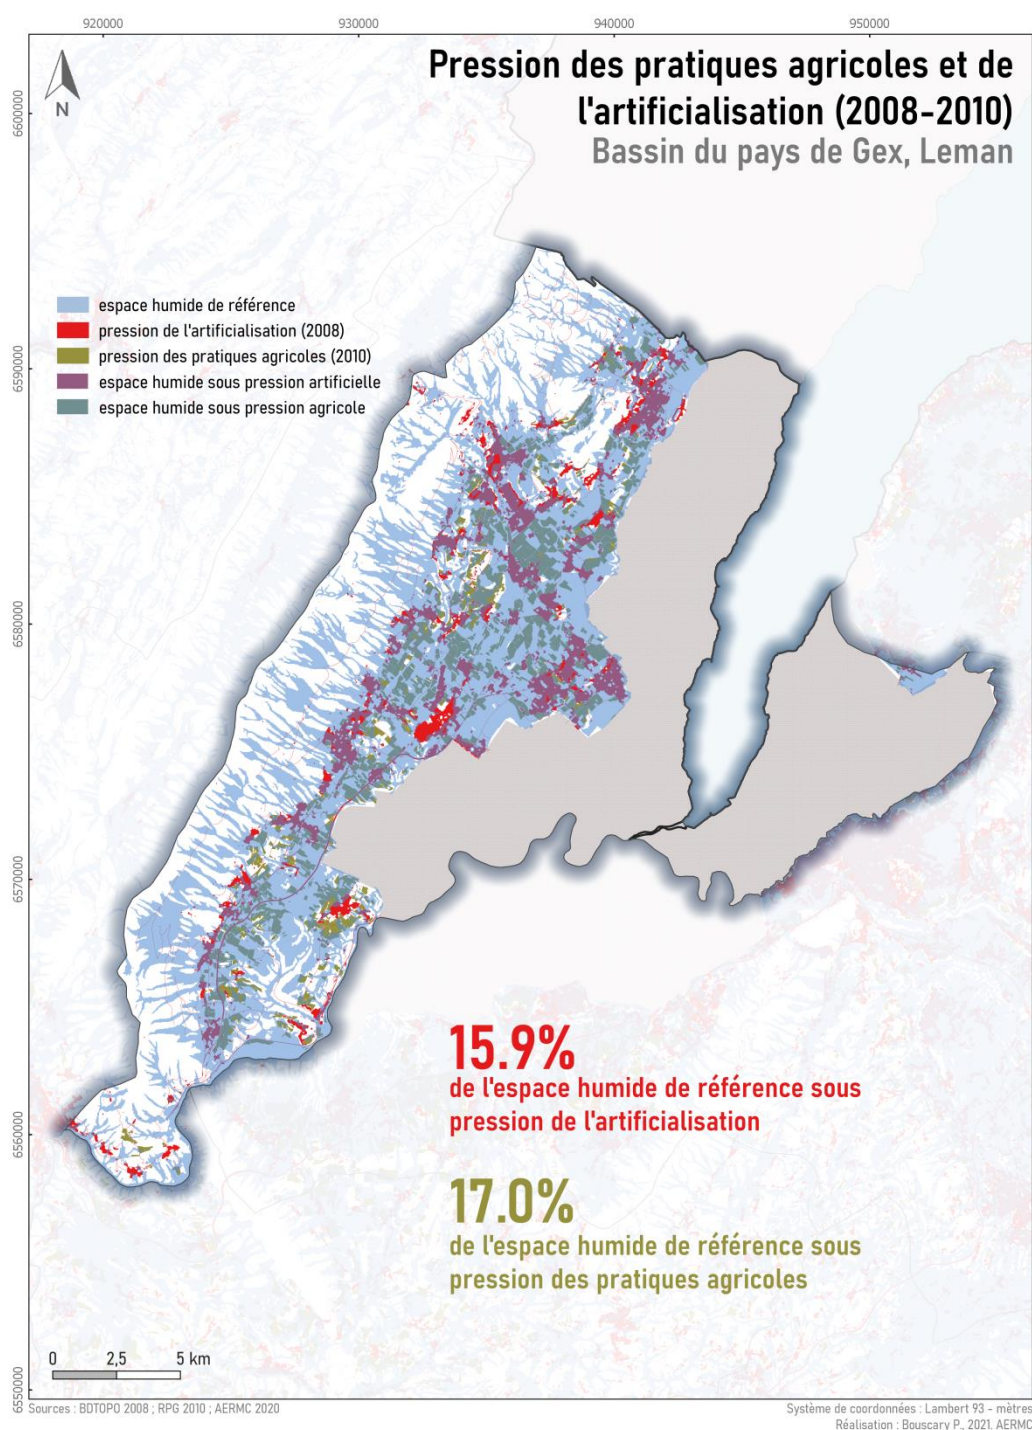 920000
930000
940000
950000
Pression des pratiques agricoles et de
l'artificialisation (2008-2010)
Bassin du pays de Gex, Leman
N
6600000
6590000
6580000
6570000
6560000
6550000
espace humide de référence
pression de l'artificialisation (2008)
pression des pratiques agricoles (2010)
espace humide sous pression artificielle
espace humide sous pression agricole
15.9%
de l'espace humide de référence sous
pression de l'artificialisation
17.0%
de l'espace humide de référence sous
pression des pratiques agricoles
0 2,5 5 km
Sources : BDTOPO 2008 ; RPG 2010 ; AERMC 2020
Système de coordonnées : Lambert 93 - mètres
Réalisation : Bouscary P., 2021. AERMC